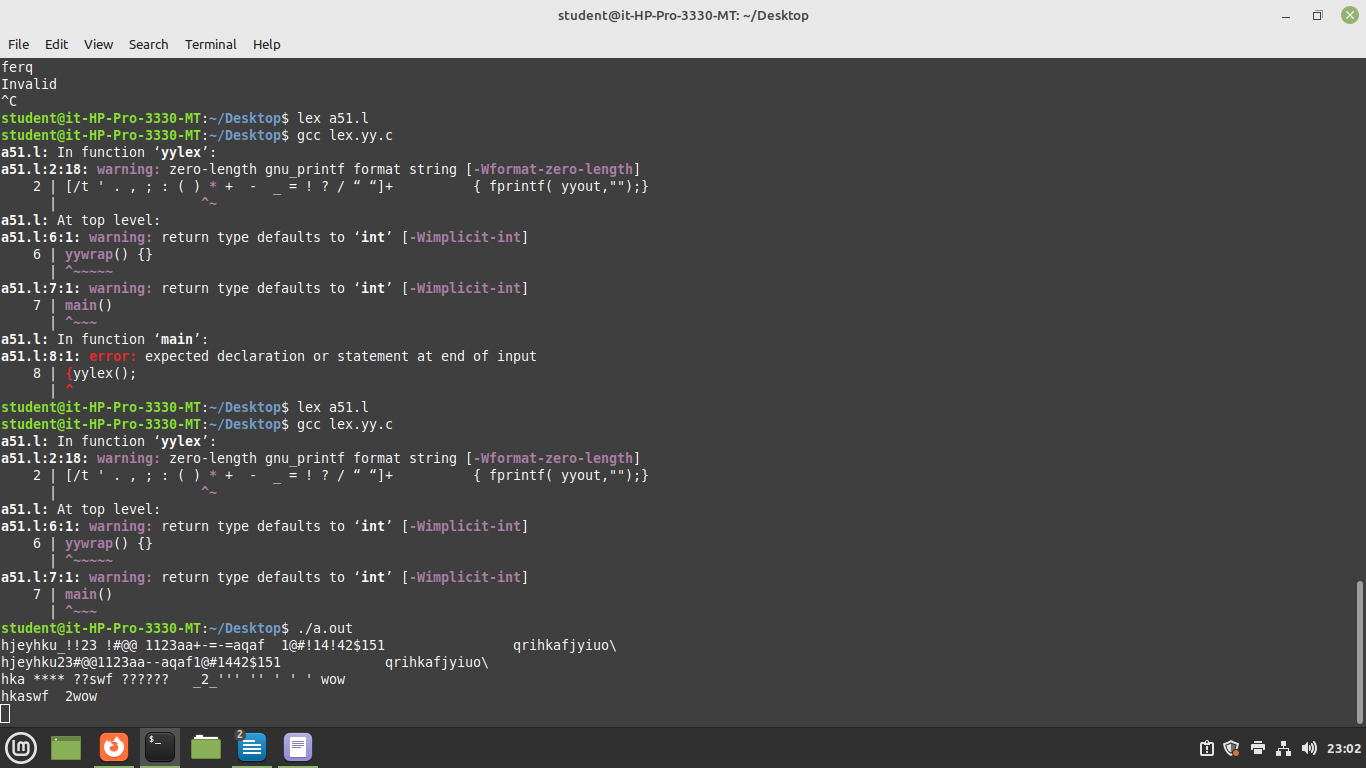 student@it-HP-Pro-3330-MT: ~/Desktop
File Edit View Search Terminal Help
ferq
Invalid
^C
student@it-HP-Pro-3330-MT:~/Desktop$ lex a51.l
student@it-HP-Pro-3330-MT:~/Desktop$ gcc lex.yy.c
a51.l: In function ‘yylex’:
a51.l:2:18: warning: zero-length gnu_printf format string [-Wformat-zero-length]
    2 | [/t ' . , ; : ( ) * +  -  _ = ! ? / “ “]+          { fprintf( yyout,"");}
      |                  ^~
a51.l: At top level:
a51.l:6:1: warning: return type defaults to ‘int’ [-Wimplicit-int]
    6 | yywrap() {}
      | ^~~~~~
a51.l:7:1: warning: return type defaults to ‘int’ [-Wimplicit-int]
    7 | main()
      | ^~~~
a51.l: In function ‘main’:
a51.l:8:1: error: expected declaration or statement at end of input
    8 | {yylex();
      | ^
student@it-HP-Pro-3330-MT:~/Desktop$ lex a51.l
student@it-HP-Pro-3330-MT:~/Desktop$ gcc lex.yy.c
a51.l: In function ‘yylex’:
a51.l:2:18: warning: zero-length gnu_printf format string [-Wformat-zero-length]
    2 | [/t ' . , ; : ( ) * +  -  _ = ! ? / “ “]+          { fprintf( yyout,"");}
      |                  ^~
a51.l: At top level:
a51.l:6:1: warning: return type defaults to ‘int’ [-Wimplicit-int]
    6 | yywrap() {}
      | ^~~~~~
a51.l:7:1: warning: return type defaults to ‘int’ [-Wimplicit-int]
    7 | main()
      | ^~~~
student@it-HP-Pro-3330-MT:~/Desktop$ ./a.out
hjeyhku_!!23 !#@@ 1123aa+-=-=aqaf  1@#!14!42$151                qrihkafjyiuo\
hjeyhku23#@@1123aa--aqaf1@#1442$151             qrihkafjyiuo\
hka **** ??swf ??????   _2_''' '' ' ' ' wow
hkaswf  2wow
2
23:02